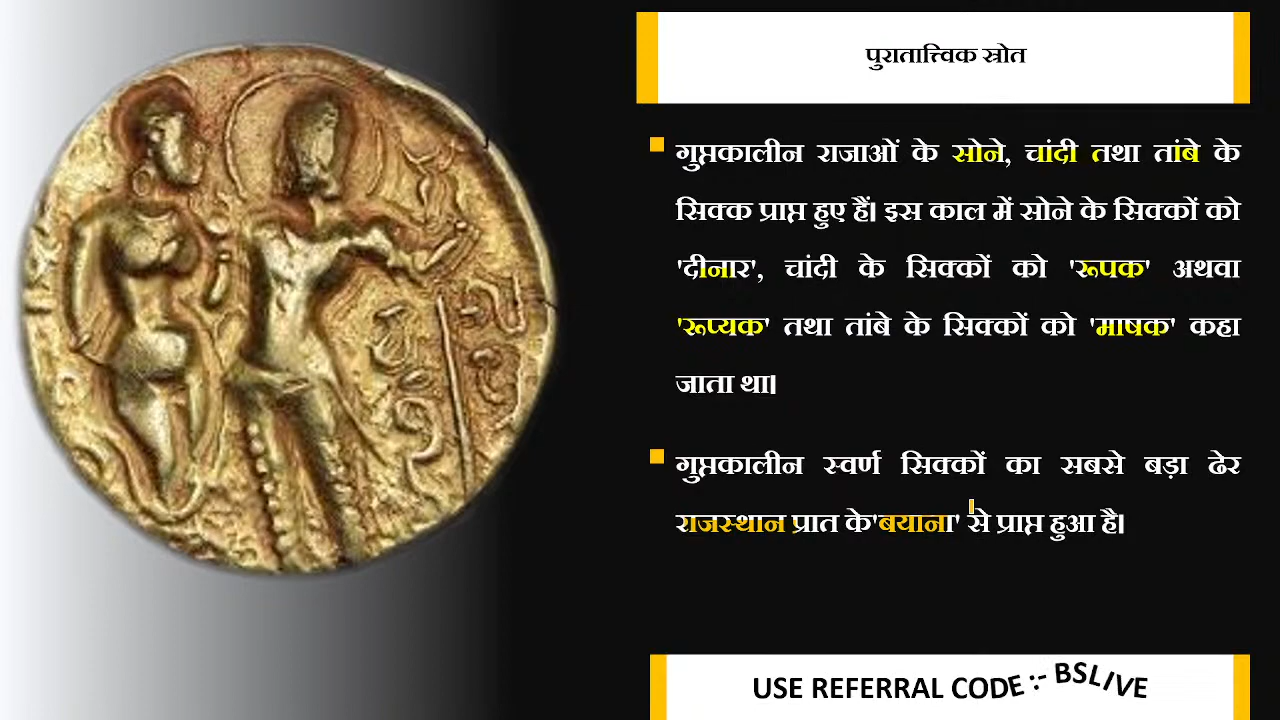 पुरातात्त्विक स्रोत
गुप्तकालीन राजाओं के सोने, चांदी तथा तांबे के
सिक्क प्राप्त हुए हैं। इस काल में सोने के सिक्कों को
'दीनार', चांदी के सिक्कों को 'रूपक' अथवा
'रूप्यक' तथा तांबे के सिक्कों को 'माषक' कहा
जाता था।
गुप्तकालीन स्वर्ण सिक्कों का सबसे बड़ा ढेर
राजस्थान प्रात के'बयाना' से प्राप्त हुआ है।
USE REFERRAL CODE :- BSLIVE